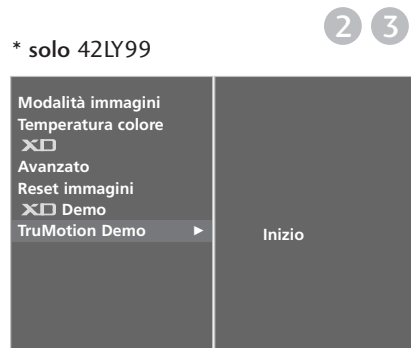 2 3
* solo 42LY99
Modalità immagini
Temperatura colore
XD
Avanzato
Reset immagini
XD Demo
TruMotion Demo ►
Inizio